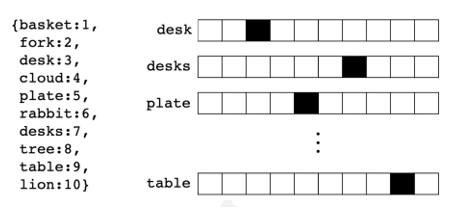 {basket:1,
fork:2,
desk:3,
cloud:4,
plate:5,
rabbit:6,
desks:7,
tree:8,
table:9,
lion:10}
desk
desks
plate
table